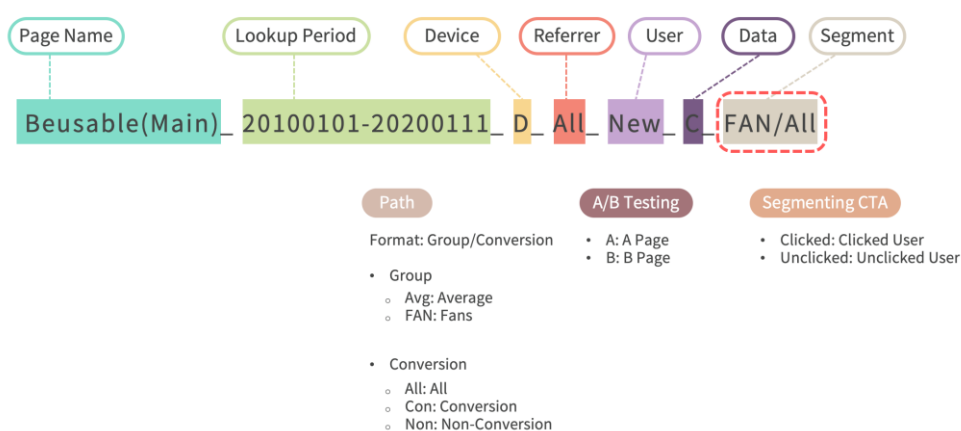 Page Name Lookup Period Device Referrer User Data Segment
Beusable(Main)_ 20100101-20200111_ D_ All_ New_ C_ FAN/All
Path
Format: Group/Conversion
• Group
○ Avg: Average
○ FAN: Fans
• Conversion
○ All: All
○ Con: Conversion
○ Non: Non-Conversion
A/B Testing
• A: A Page
• B: B Page
Segmenting CTA
• Clicked: Clicked User
• Unclicked: Unclicked User